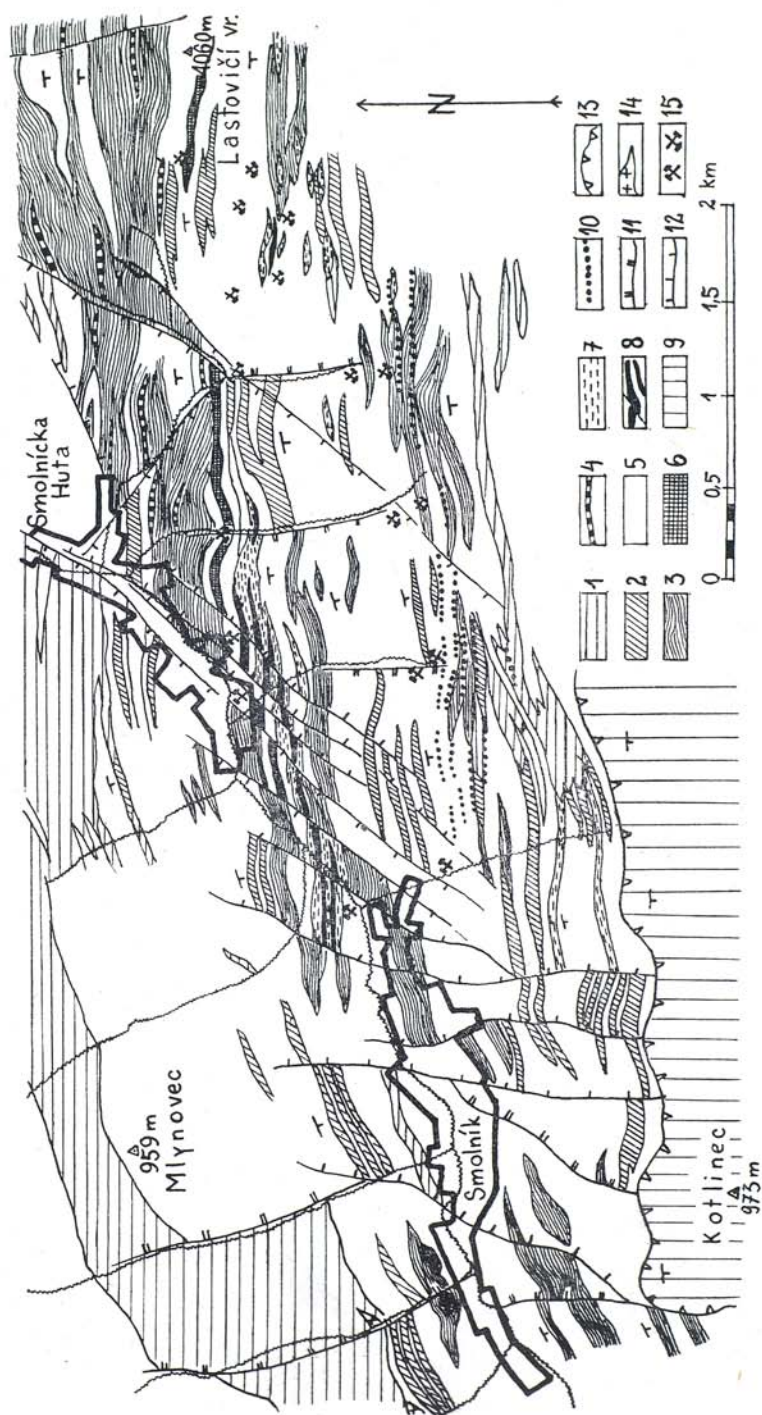 Smolnícka
Huta
1060m
Lastovičí vr.
959 m
Mlynovec
Smolník
Kotlinec
973 m
N
1 4 7 10 13
2 5 8 11 14
3 6 9 12 15
0 0,5 1 1,5 2 km